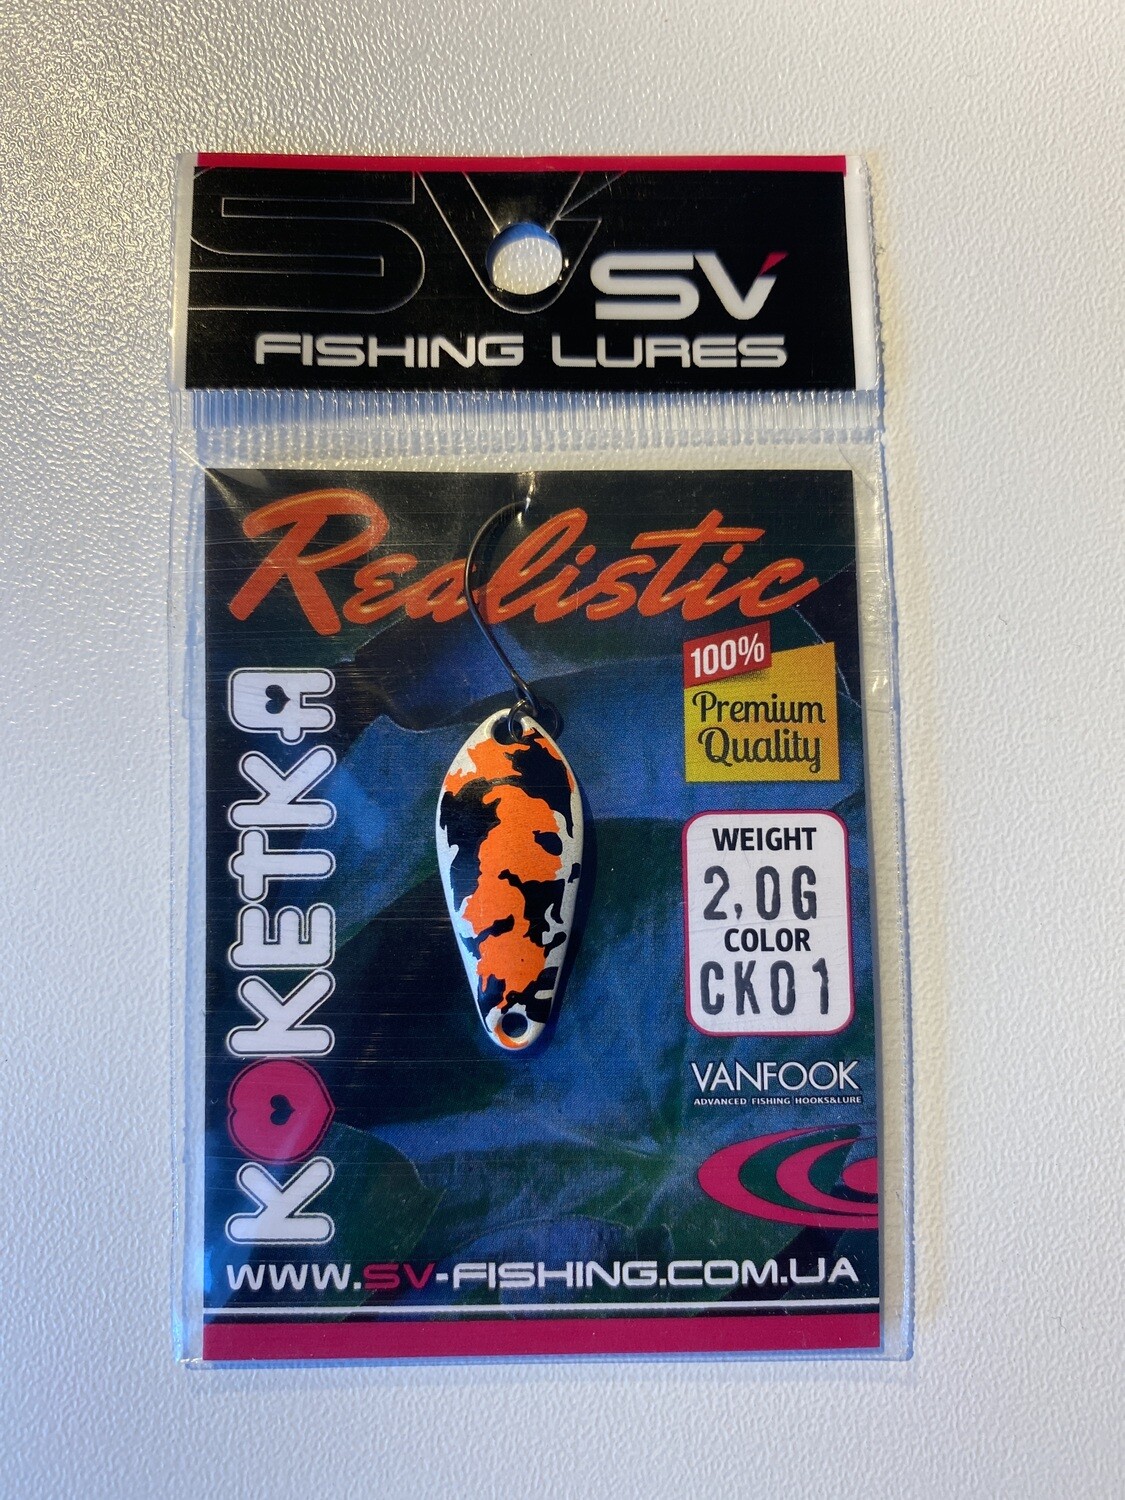 SV
SV
FISHING LURES
Realistic
100%
Premium
Quality
KOKETKA
WEIGHT
2,0G
COLOR
CK01
VANFOOK
ADVANCED FISHING HOOKS&LURE
WWW.SV-FISHING.COM.UA